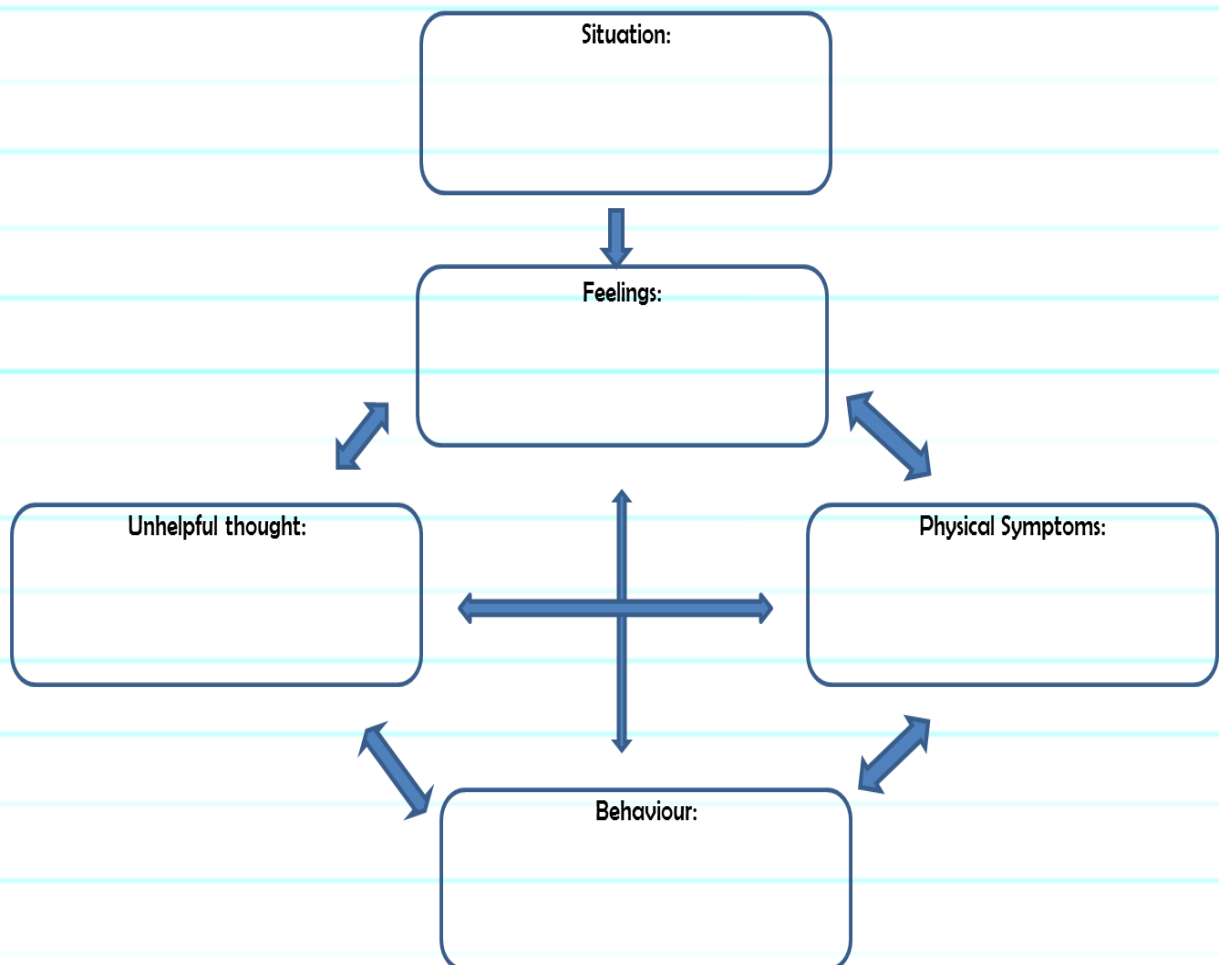 Situation:
Feelings:
Unhelpful thought:
Physical Symptoms:
Behaviour: